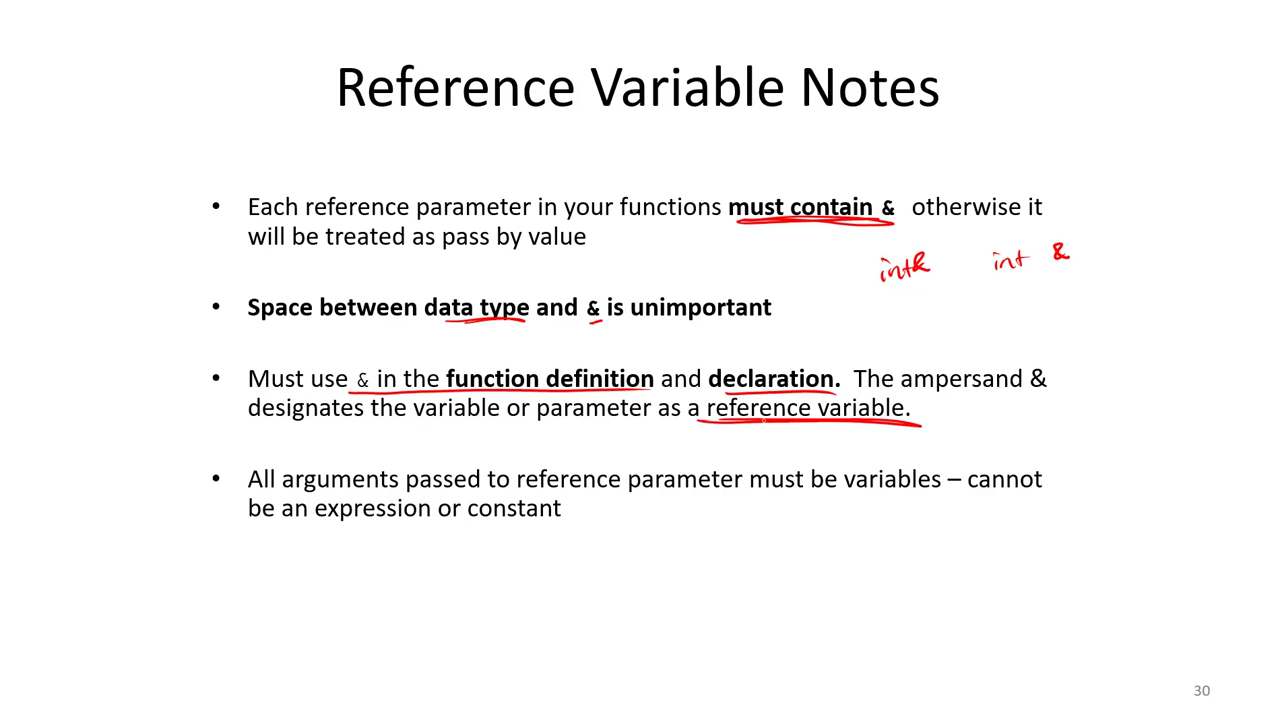 Reference Variable Notes
• Each reference parameter in your functions must contain & otherwise it
will be treated as pass by value
int& int &
• Space between data type and & is unimportant
• Must use & in the function definition and declaration. The ampersand &
designates the variable or parameter as a reference variable.
• All arguments passed to reference parameter must be variables – cannot
be an expression or constant
30